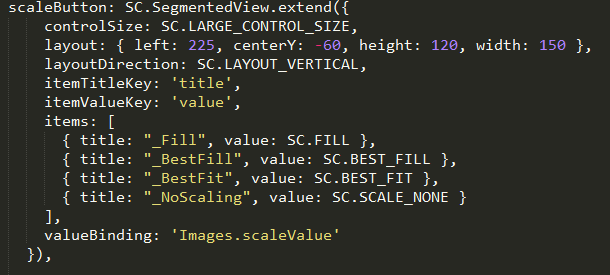 scaleButton: SC.SegmentedView.extend({
controlSize: SC.LARGE_CONTROL_SIZE,
layout: { left: 225, centerY: -60, height: 120, width: 150 },
layoutDirection: SC.LAYOUT_VERTICAL,
itemTitleKey: 'title',
itemValueKey: 'value',
items: [
{ title: "_Fill", value: SC.FILL },
{ title: "_BestFill", value: SC.BEST_FILL },
{ title: "_BestFit", value: SC.BEST_FIT },
{ title: "_NoScaling", value: SC.SCALE_NONE }
],
valueBinding: 'Images.scaleValue'
}),